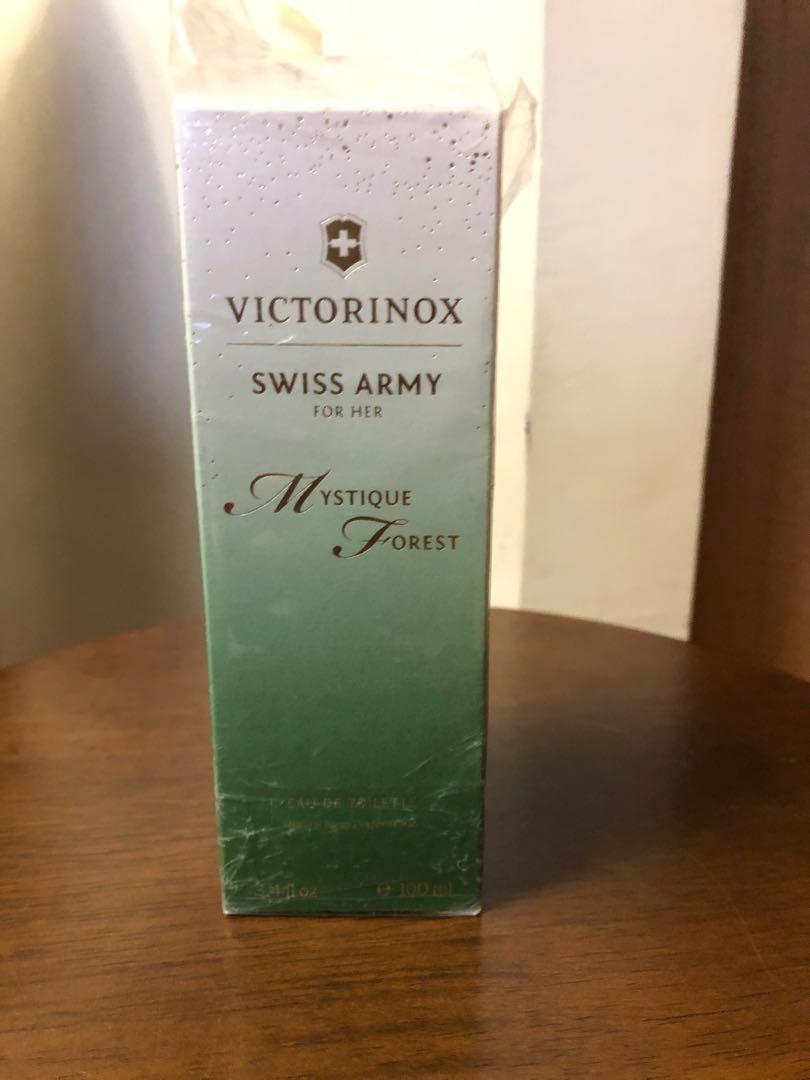 VICTORINOX
SWISS ARMY
FOR HER
MYSTIQUE
FOREST
EAU DE TOILETTE
3.4 fl oz ℮ 100 ml